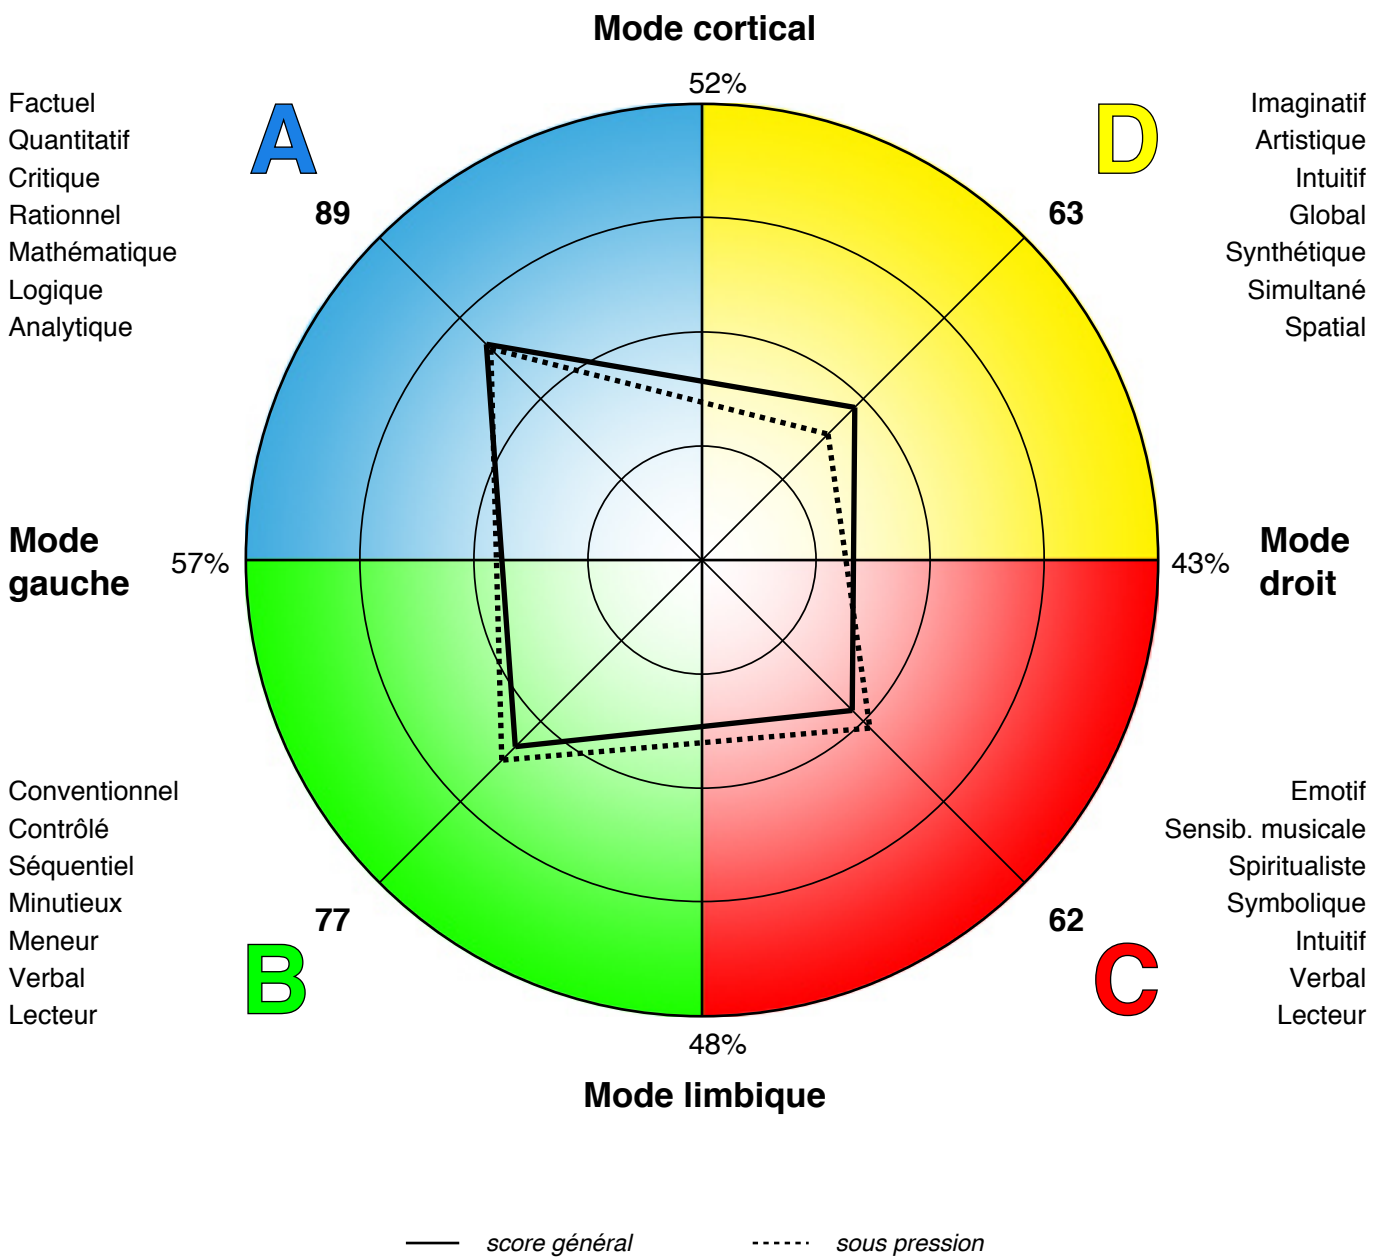 Mode cortical
52%
Factuel
Quantitatif
Critique
Rationnel
Mathématique
Logique
Analytique
A
89
D
63
Imaginatif
Artistique
Intuitif
Global
Synthétique
Simultané
Spatial
Mode
gauche
57%
43%
Mode
droit
Conventionnel
Contrôlé
Séquentiel
Minutieux
Meneur
Verbal
Lecteur
77
B
62
C
Emotif
Sensib. musicale
Spiritualiste
Symbolique
Intuitif
Verbal
Lecteur
48%
Mode limbique
score général
sous pression